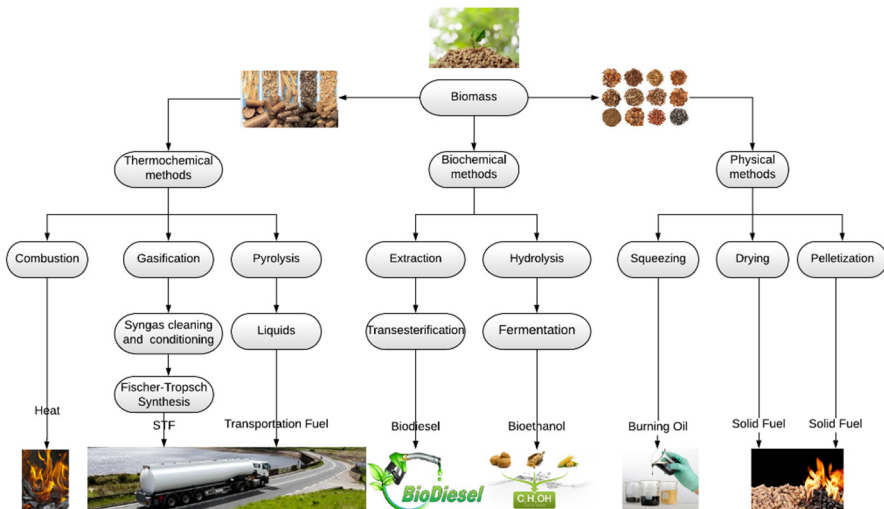 Biomass
Thermochemical
methods
Biochemical
methods
Physical
methods
Combustion
Gasification
Pyrolysis
Extraction
Hydrolysis
Squeezing
Drying
Pelletization
Syngas cleaning
and conditioning
Liquids
Transesterification
Fermentation
Fischer-Tropsch
Synthesis
Heat
STF
Transportation Fuel
Biodiesel
Bioethanol
Burning Oil
Solid Fuel
Solid Fuel
BioDiesel
C₂H₅OH